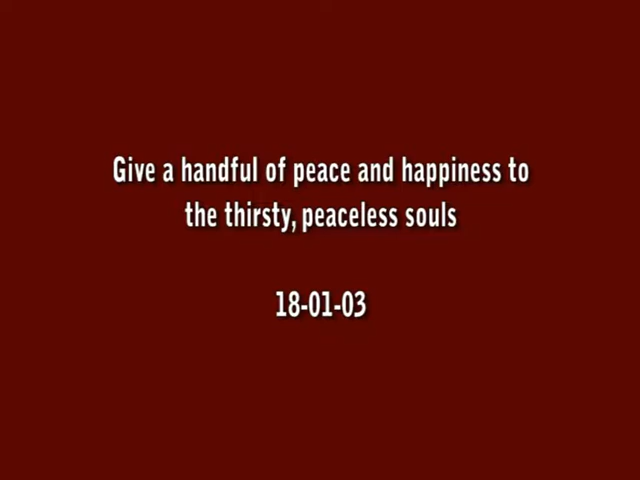 Give a handful of peace and happiness to
the thirsty, peaceless souls
18-01-03